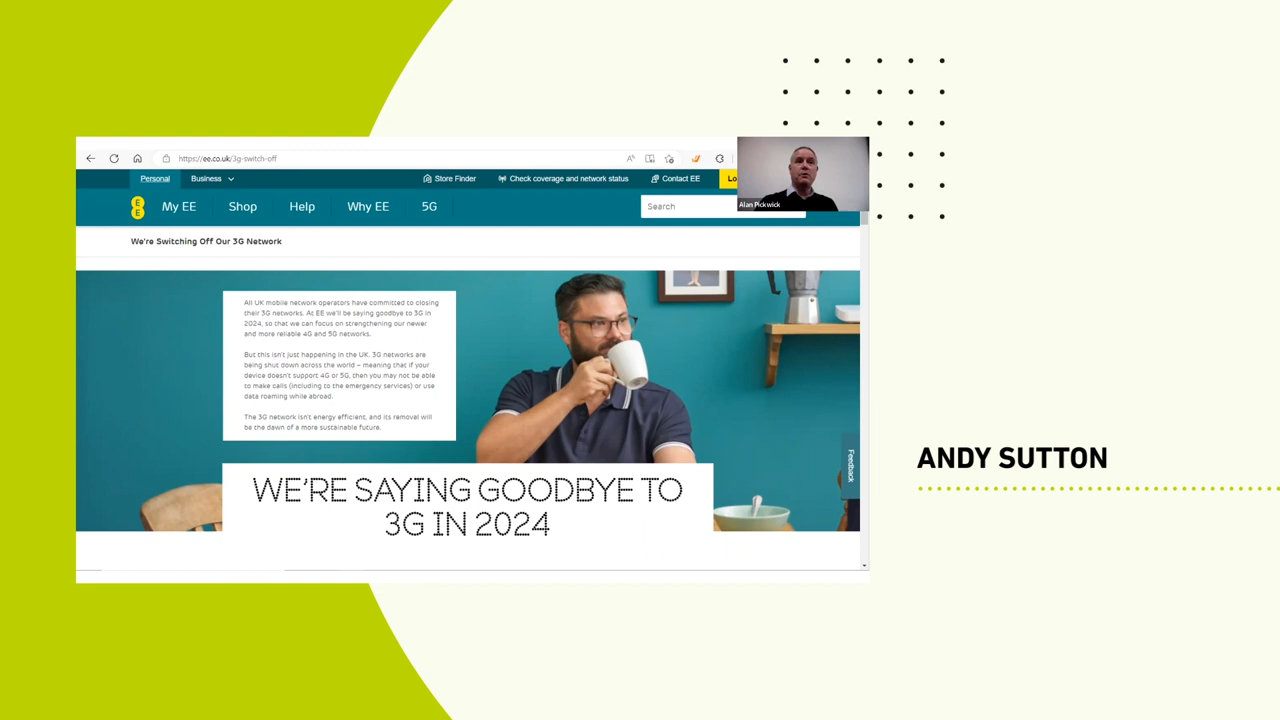 https://ee.co.uk/3g-switch-off
Personal
Business
Store Finder
Check coverage and network status
Contact EE
Lo
E
E
My EE
Shop
Help
Why EE
5G
Search
Alan Pickwick
We're Switching Off Our 3G Network
All UK mobile network operators have committed to closing
their 3G networks. At EE we'll be saying goodbye to 3G in
2024, so that we can focus on strengthening our newer
and more reliable 4G and 5G networks.
But this isn't just happening in the UK. 3G networks are
being shut down across the world – meaning that if your
device doesn't support 4G or 5G, then you may not be able
to make calls (including to the emergency services) or use
data roaming while abroad.
The 3G network isn't energy efficient, and its removal will
be the dawn of a more sustainable future.
Feedback
WE'RE SAYING GOODBYE TO
3G IN 2024
ANDY SUTTON